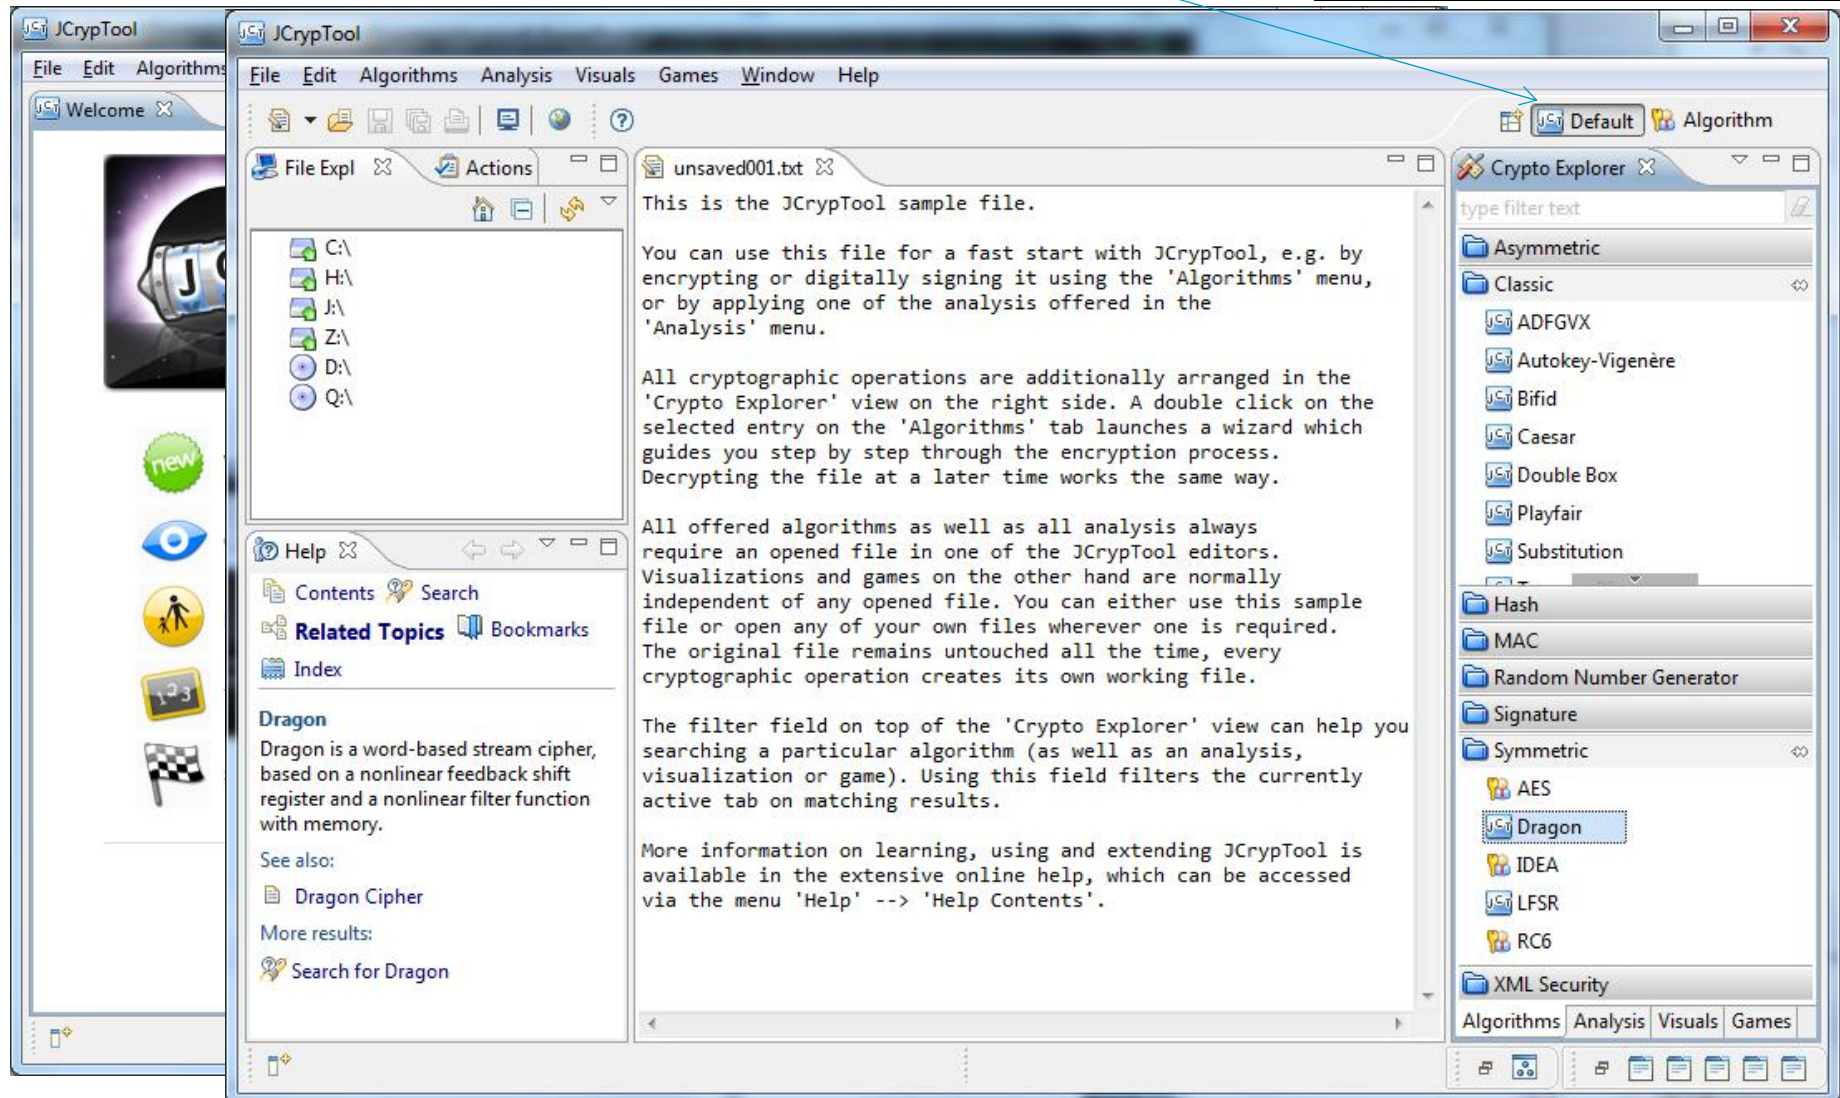 JCrypTool
File Edit Algorithms
Welcome
new
1 2 3
JCrypTool
File Edit Algorithms Analysis Visuals Games Window Help
Default Algorithm
File Expl Actions
C:\
H:\
J:\
Z:\
D:\
Q:\
Help
Contents Search
Related Topics Bookmarks
Index
Dragon
Dragon is a word-based stream cipher,
based on a nonlinear feedback shift
register and a nonlinear filter function
with memory.
See also:
Dragon Cipher
More results:
Search for Dragon
unsaved001.txt
This is the JCrypTool sample file.
You can use this file for a fast start with JCrypTool, e.g. by
encrypting or digitally signing it using the 'Algorithms' menu,
or by applying one of the analysis offered in the
'Analysis' menu.
All cryptographic operations are additionally arranged in the
'Crypto Explorer' view on the right side. A double click on the
selected entry on the 'Algorithms' tab launches a wizard which
guides you step by step through the encryption process.
Decrypting the file at a later time works the same way.
All offered algorithms as well as all analysis always
require an opened file in one of the JCrypTool editors.
Visualizations and games on the other hand are normally
independent of any opened file. You can either use this sample
file or open any of your own files wherever one is required.
The original file remains untouched all the time, every
cryptographic operation creates its own working file.
The filter field on top of the 'Crypto Explorer' view can help you
searching a particular algorithm (as well as an analysis,
visualization or game). Using this field filters the currently
active tab on matching results.
More information on learning, using and extending JCrypTool is
available in the extensive online help, which can be accessed
via the menu 'Help' --> 'Help Contents'.
Crypto Explorer
type filter text
Asymmetric
Classic
ADFGVX
Autokey-Vigenère
Bifid
Caesar
Double Box
Playfair
Substitution
Hash
MAC
Random Number Generator
Signature
Symmetric
AES
Dragon
IDEA
LFSR
RC6
XML Security
Algorithms Analysis Visuals Games